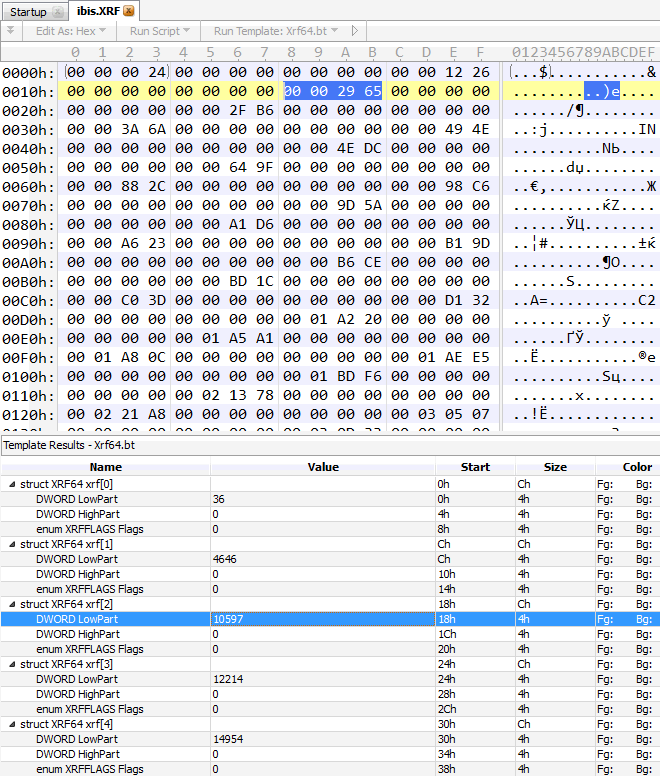 Startup ibis.XRF
Edit As: Hex Run Script Run Template: Xrf64.bt
0 1 2 3 4 5 6 7 8 9 A B C D E F 0123456789ABCDEF
0000h: 00 00 00 24 00 00 00 00 00 00 00 00 00 00 12 26 (...$)...........&
0010h: 00 00 00 00 00 00 00 00 00 00 29 65 00 00 00 00 ..........)e....
0020h: 00 00 00 00 00 00 2F B6 00 00 00 00 00 00 00 00 ....../¶........
0030h: 00 00 3A 6A 00 00 00 00 00 00 00 00 00 00 49 4E ..:j..........IN
0040h: 00 00 00 00 00 00 00 00 00 00 4E DC 00 00 00 00 ..........NЬ....
0050h: 00 00 00 00 00 00 64 9F 00 00 00 00 00 00 00 00 ......dџ........
0060h: 00 00 88 2C 00 00 00 00 00 00 00 00 00 00 98 C6 ..€,...........Ж
0070h: 00 00 00 00 00 00 00 00 00 00 9D 5A 00 00 00 00 ..........ќZ....
0080h: 00 00 00 00 00 00 A1 D6 00 00 00 00 00 00 00 00 ......ЎЦ........
0090h: 00 00 A6 23 00 00 00 00 00 00 00 00 00 00 B1 9D ..¦#..........±ќ
00A0h: 00 00 00 00 00 00 00 00 00 00 B6 CE 00 00 00 00 ..........¶О....
00B0h: 00 00 00 00 00 00 BD 1C 00 00 00 00 00 00 00 00 ......Ѕ.........
00C0h: 00 00 C0 3D 00 00 00 00 00 00 00 00 00 00 D1 32 ..А=..........С2
00D0h: 00 00 00 00 00 00 00 00 00 01 A2 20 00 00 00 00 ..........ў ....
00E0h: 00 00 00 00 00 01 A5 A1 00 00 00 00 00 00 00 00 ......ҐЎ........
00F0h: 00 01 A8 0C 00 00 00 00 00 00 00 00 00 01 AE E5 ..Ё...........®е
0100h: 00 00 00 00 00 00 00 00 00 01 BD F6 00 00 00 00 ..........Ѕц....
0110h: 00 00 00 00 00 02 13 78 00 00 00 00 00 00 00 00 .......x........
0120h: 00 02 21 A8 00 00 00 00 00 00 00 00 00 03 05 07 ..!Ё............
Template Results - Xrf64.bt
Name Value Start Size Color
struct XRF64 xrf[0] 0h Ch Fg: Bg:
DWORD LowPart 36 0h 4h Fg: Bg:
DWORD HighPart 0 4h 4h Fg: Bg:
enum XRFFLAGS Flags 0 8h 4h Fg: Bg:
struct XRF64 xrf[1] Ch Ch Fg: Bg:
DWORD LowPart 4646 Ch 4h Fg: Bg:
DWORD HighPart 0 10h 4h Fg: Bg:
enum XRFFLAGS Flags 0 14h 4h Fg: Bg:
struct XRF64 xrf[2] 18h Ch Fg: Bg:
DWORD LowPart 10597 18h 4h Fg: Bg:
DWORD HighPart 0 1Ch 4h Fg: Bg:
enum XRFFLAGS Flags 0 20h 4h Fg: Bg:
struct XRF64 xrf[3] 24h Ch Fg: Bg:
DWORD LowPart 12214 24h 4h Fg: Bg:
DWORD HighPart 0 28h 4h Fg: Bg:
enum XRFFLAGS Flags 0 2Ch 4h Fg: Bg:
struct XRF64 xrf[4] 30h Ch Fg: Bg:
DWORD LowPart 14954 30h 4h Fg: Bg:
DWORD HighPart 0 34h 4h Fg: Bg:
enum XRFFLAGS Flags 0 38h 4h Fg: Bg: